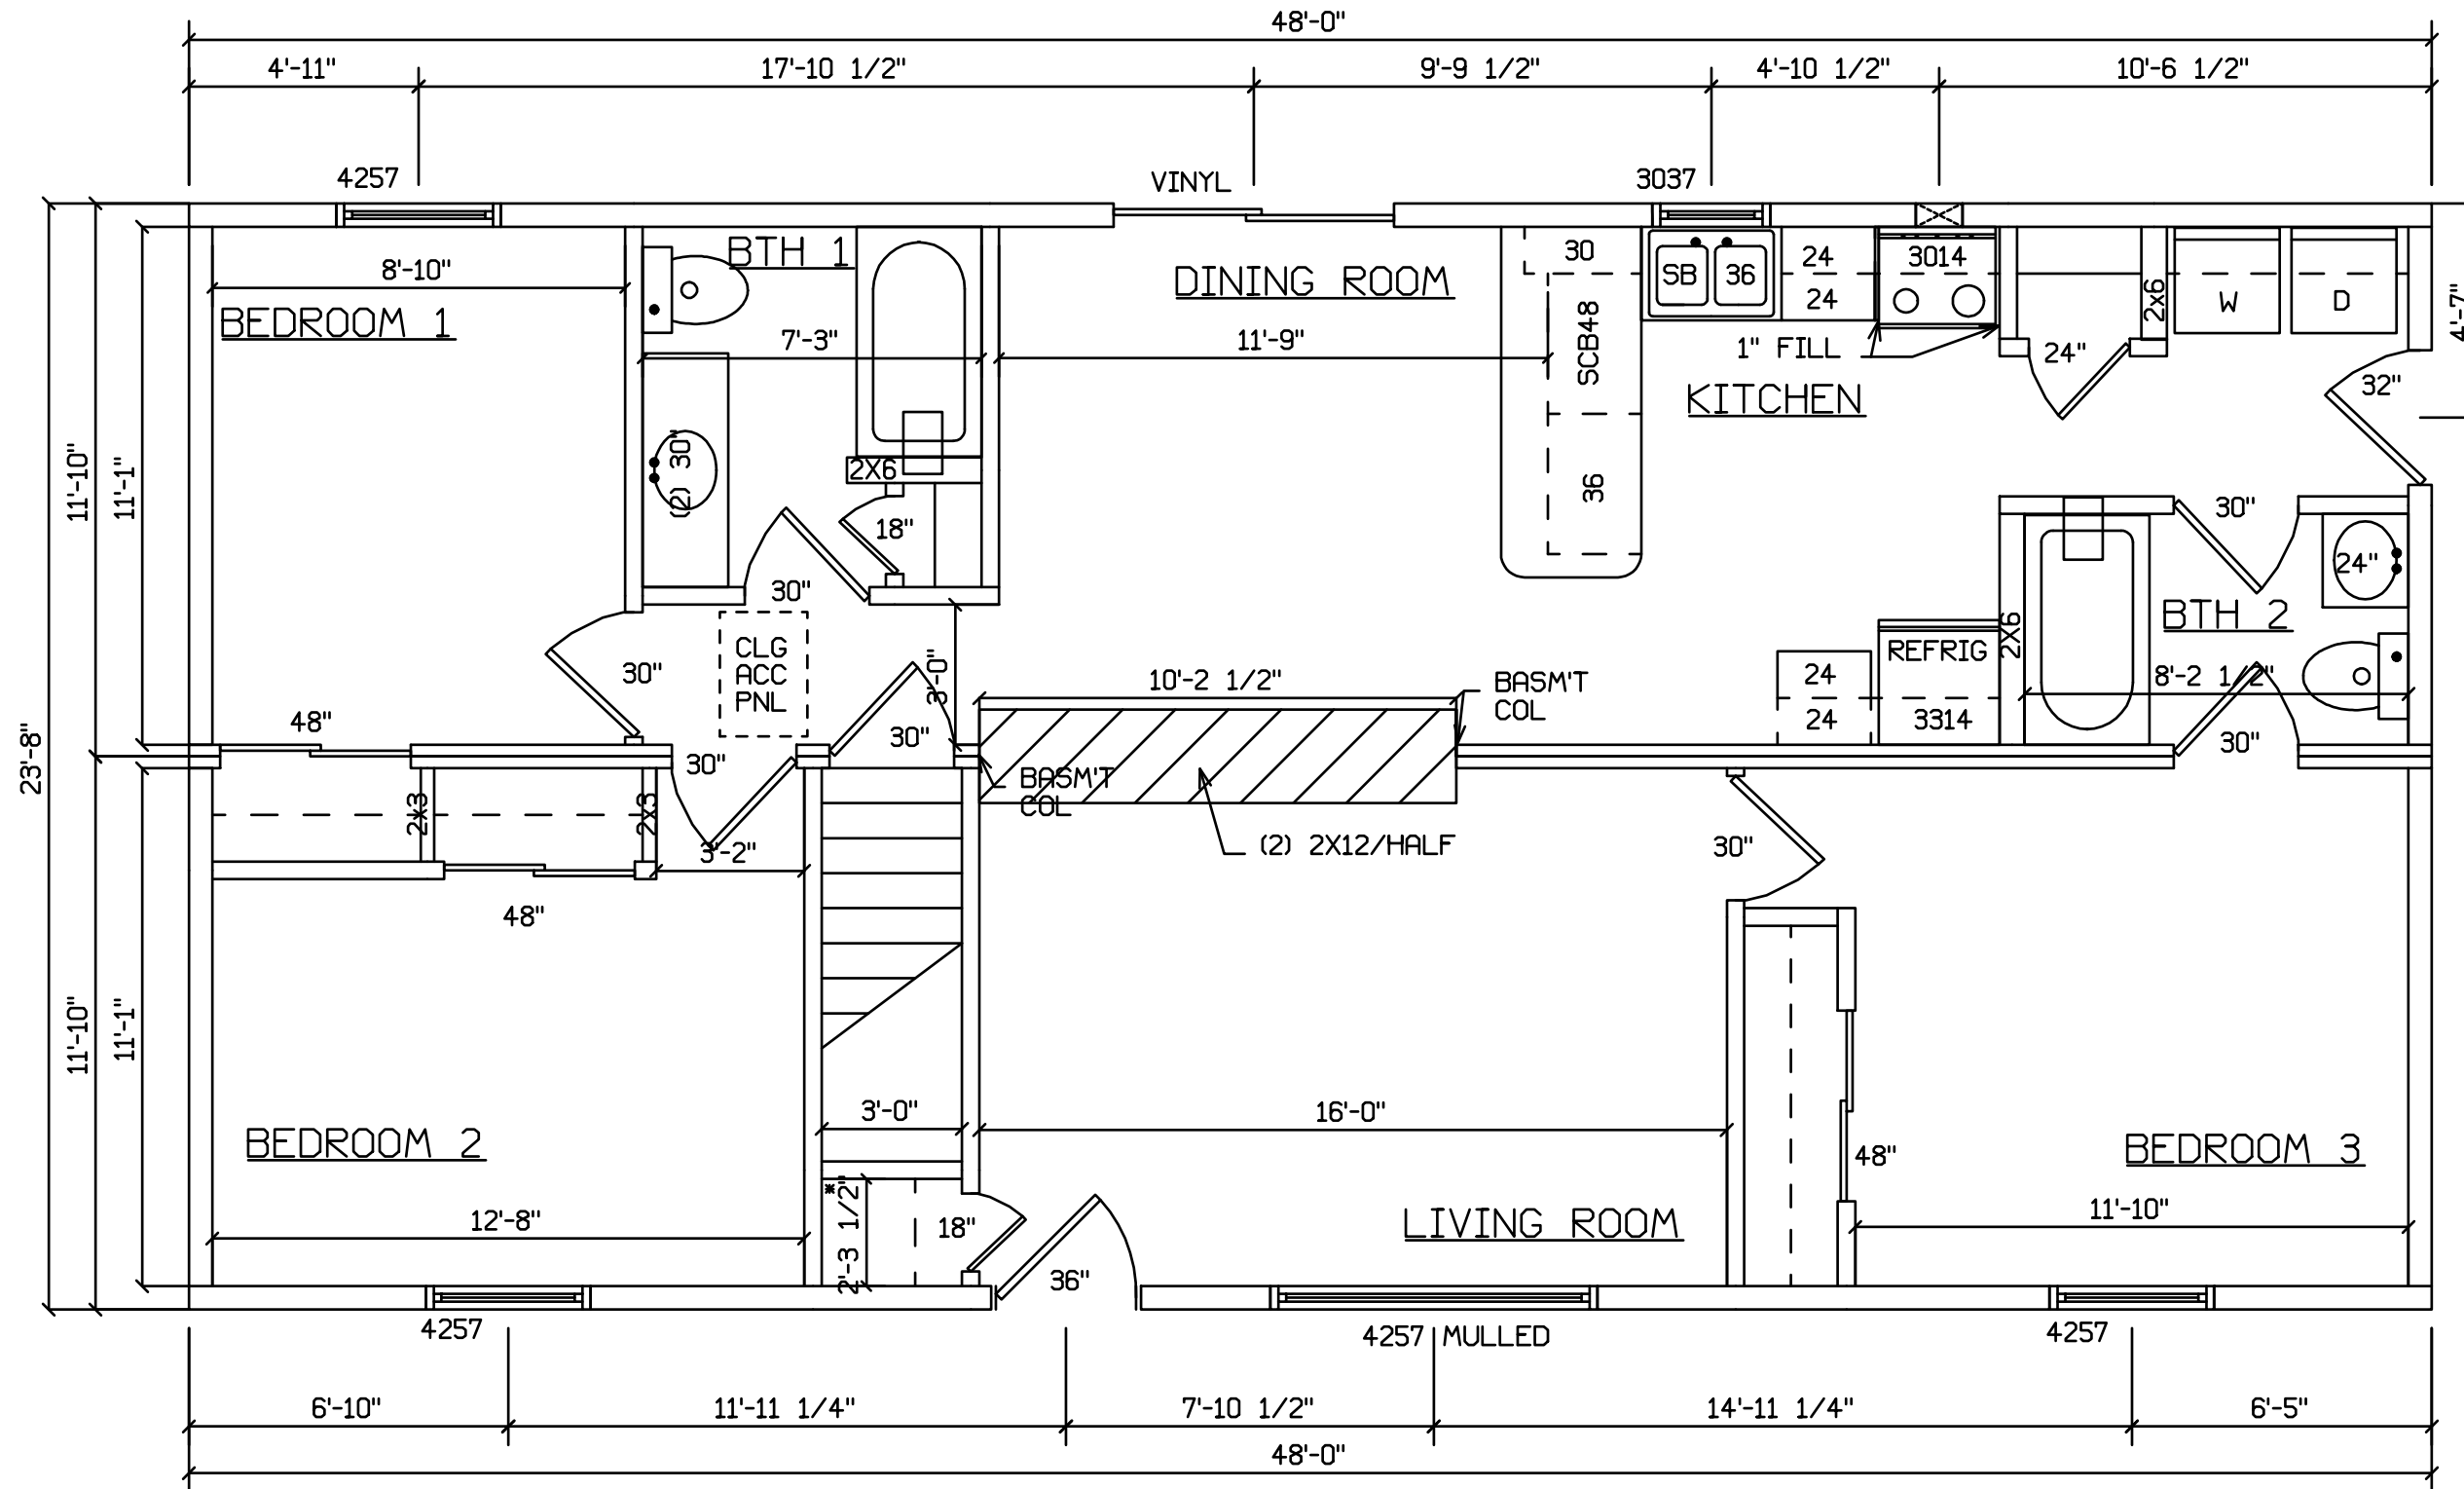 48'-0"
4'-11"
17'-10 1/2"
9'-9 1/2"
4'-10 1/2"
10'-6 1/2"
4257
VINYL
3037
BTH 1
8'-10"
BEDROOM 1
7'-3"
DINING ROOM
11'-9"
30
SB
36
24
24
3014
2x6
W
D
4'-7"
SCB48
1" FILL
24"
32"
KITCHEN
36
11'-10"
11'-1"
(2) 30"
2X6
18"
30"
30"
24"
BTH 2
2X6
CLG
ACC
PNL
30"
3'-0"
30"
REFRIG
24
24
3314
8'-2 1/2"
30"
10'-2 1/2"
BASM'T
COL
48"
23'-8"
30"
BASM'T
COL
2x3
2x3
3'-2"
(2) 2X12/HALF
30"
48"
11'-10"
11'-1"
3'-0"
16'-0"
BEDROOM 2
48"
BEDROOM 3
12'-8"
*
2'-3 1/2"
18"
LIVING ROOM
11'-10"
36"
4257
4257 MULLED
4257
6'-10"
11'-11 1/4"
7'-10 1/2"
14'-11 1/4"
6'-5"
48'-0"